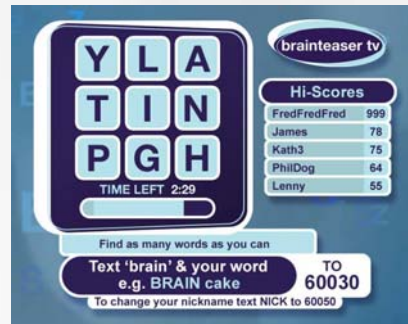 brainteaser tv
Y L A
T I N
P G H
TIME LEFT 2:29
Hi-Scores
FredFredFred 999
James 78
Kath3 75
PhilDog 64
Lenny 55
Find as many words as you can
Text 'brain' & your word
e.g. BRAIN cake
TO
60030
To change your nickname text NICK to 60050